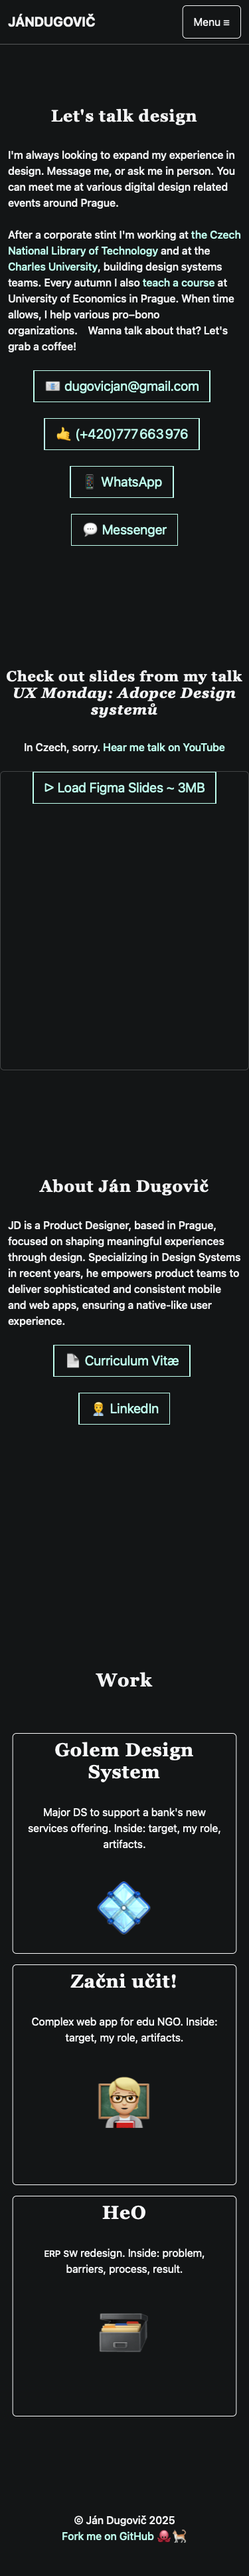 JÁNDUGOVIČ
Menu ≡
Let's talk design
I'm always looking to expand my experience in
design. Message me, or ask me in person. You
can meet me at various digital design related
events around Prague.
After a corporate stint I'm working at the Czech
National Library of Technology and at the
Charles University, building design systems
teams. Every autumn I also teach a course at
University of Economics in Prague. When time
allows, I help various pro–bono
organizations. Wanna talk about that? Let's
grab a coffee!
📧 dugovicjan@gmail.com
🤙 (+420)777 663 976
📱 WhatsApp
💬 Messenger
Check out slides from my talk
UX Monday: Adopce Design
systemů
In Czech, sorry. Hear me talk on YouTube
ᐅ Load Figma Slides ~ 3MB
About Ján Dugovič
JD is a Product Designer, based in Prague,
focused on shaping meaningful experiences
through design. Specializing in Design Systems
in recent years, he empowers product teams to
deliver sophisticated and consistent mobile
and web apps, ensuring a native-like user
experience.
Curriculum Vitæ
LinkedIn
Work
Golem Design
System
Major DS to support a bank's new
services offering. Inside: target, my role,
artifacts.
Začni učit!
Complex web app for edu NGO. Inside:
target, my role, artifacts.
HeO
ERP SW redesign. Inside: problem,
barriers, process, result.
© Ján Dugovič 2025
Fork me on GitHub 🐙🐈